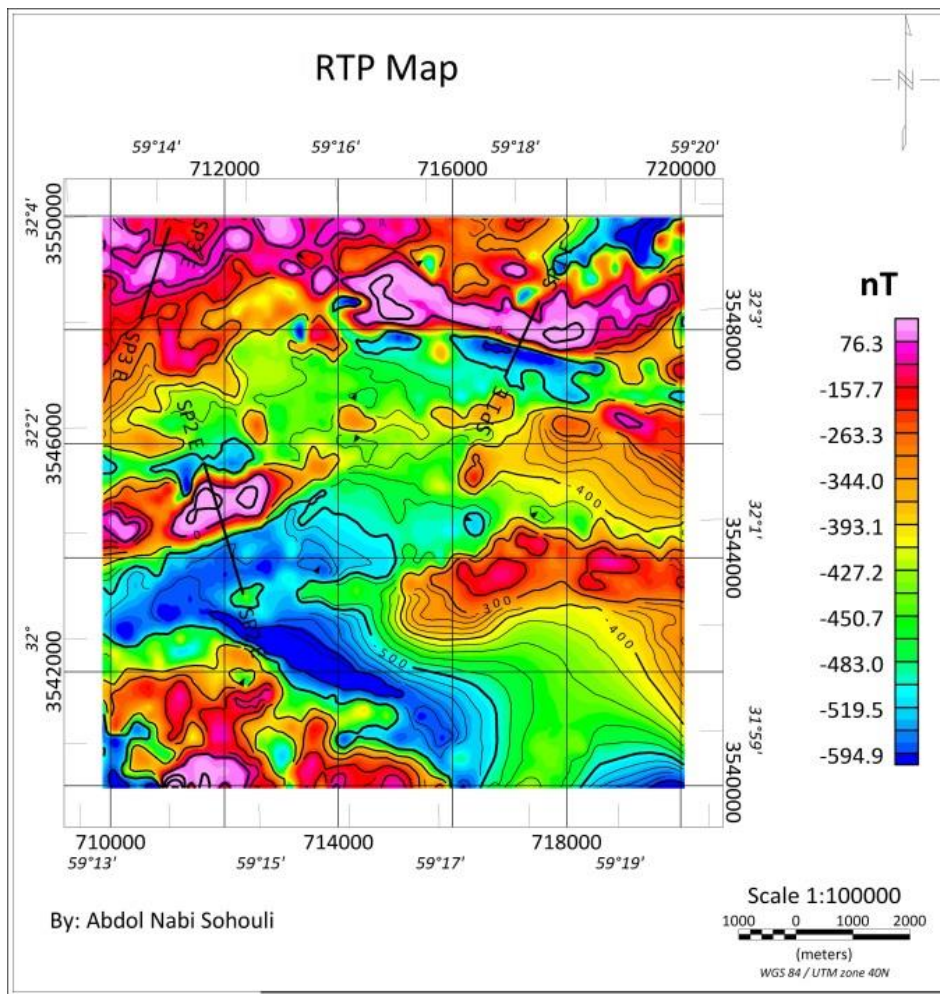 RTP Map
N
59°14' 59°16' 59°18' 59°20'
712000 716000 720000
32°4'
3550000
32°3'
3548000
32°2'
3546000
32°1'
3540000
32°
3542000
31°59'
3540000
SP3
SP3 E
SP1 E
SP2 E
SP2
-400
-300
-400
-500
710000 714000 718000
59°13' 59°15' 59°17' 59°19'
nT
76.3
-157.7
-263.3
-344.0
-393.1
-427.2
-450.7
-483.0
-519.5
-594.9
By: Abdol Nabi Sohouli
Scale 1:100000
1000 0 1000 2000
(meters)
WGS 84 / UTM zone 40N